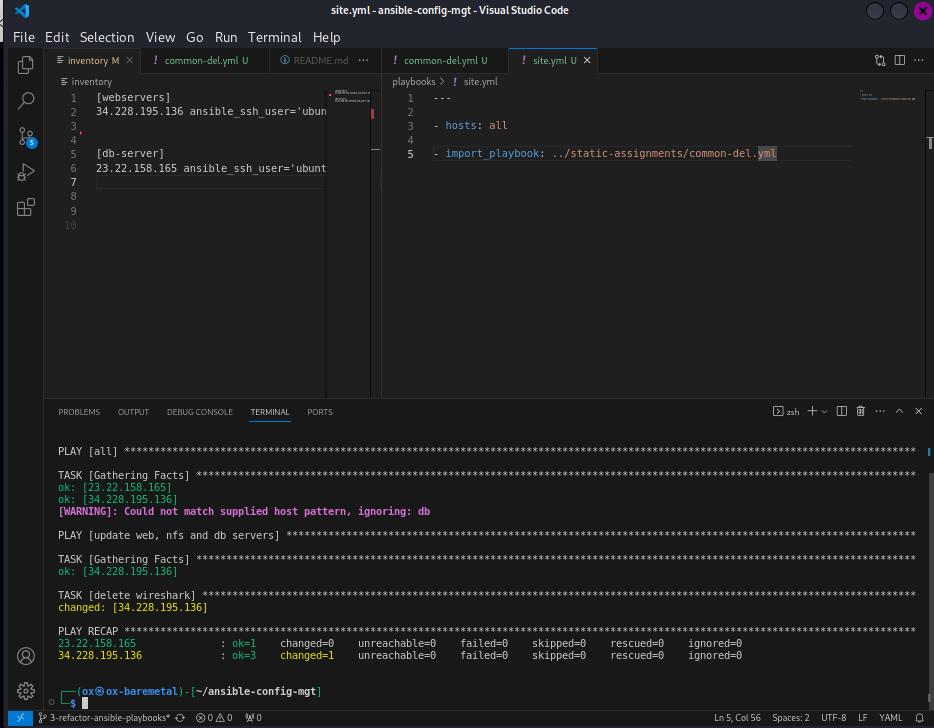 site.yml - ansible-config-mgt - Visual Studio Code
File Edit Selection View Go Run Terminal Help
inventory M
! common-del.yml U
README.md ...
! common-del.yml U
! site.yml U
inventory
playbooks > ! site.yml
1 [webservers]
2 34.228.195.136 ansible_ssh_user='ubun
3
4
5 [db-server]
6 23.22.158.165 ansible_ssh_user='ubunt
7
8
9
10
1 ---
2
3 - hosts: all
4
5 - import_playbook: ../static-assignments/common-del.yml
5
PROBLEMS OUTPUT DEBUG CONSOLE TERMINAL PORTS
zsh
PLAY [all] ****************************************************************************************************************************************
TASK [Gathering Facts] ****************************************************************************************************************************
ok: [23.22.158.165]
ok: [34.228.195.136]
[WARNING]: Could not match supplied host pattern, ignoring: db
PLAY [update web, nfs and db servers] *************************************************************************************************************
TASK [Gathering Facts] ****************************************************************************************************************************
ok: [34.228.195.136]
TASK [delete wireshark] ***************************************************************************************************************************
changed: [34.228.195.136]
PLAY RECAP ****************************************************************************************************************************************
23.22.158.165 : ok=1 changed=0 unreachable=0 failed=0 skipped=0 rescued=0 ignored=0
34.228.195.136 : ok=3 changed=1 unreachable=0 failed=0 skipped=0 rescued=0 ignored=0
(ox㉿ox-baremetal)-[~/ansible-config-mgt]
$
3-refactor-ansible-playbooks* 0 0 0 Ln 5, Col 56 Spaces: 2 UTF-8 LF YAML